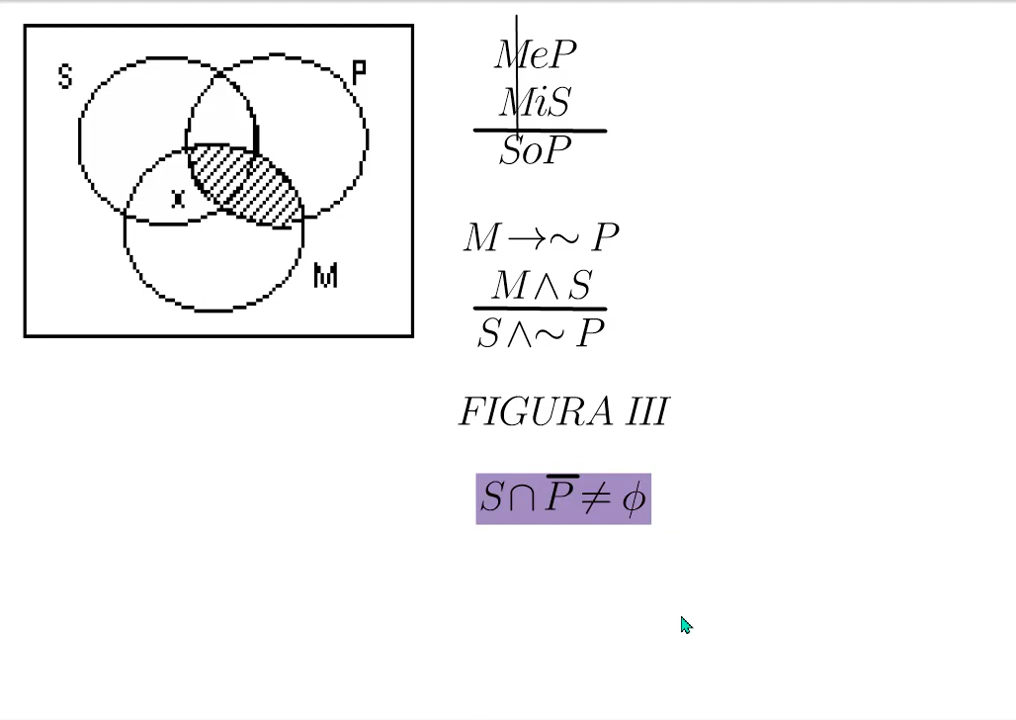 S
P
x
M
MeP
MiS
SoP
M →∼ P
M ∧ S
S ∧∼ P
FIGURA III
S ∩ P̅ ≠ ϕ